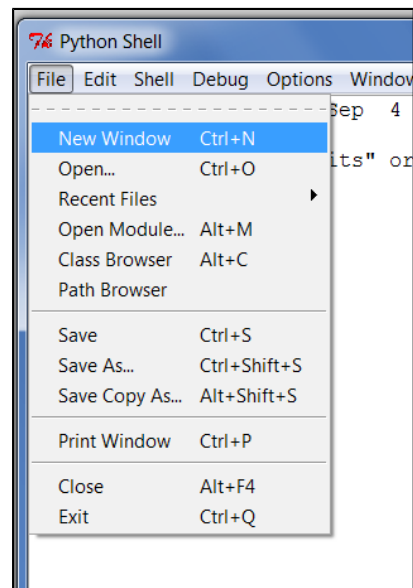 Python Shell
File Edit Shell Debug Options Window
Sep 4
New Window Ctrl+N
its" or
Open... Ctrl+O
Recent Files
Open Module... Alt+M
Class Browser Alt+C
Path Browser
Save Ctrl+S
Save As... Ctrl+Shift+S
Save Copy As... Alt+Shift+S
Print Window Ctrl+P
Close Alt+F4
Exit Ctrl+Q